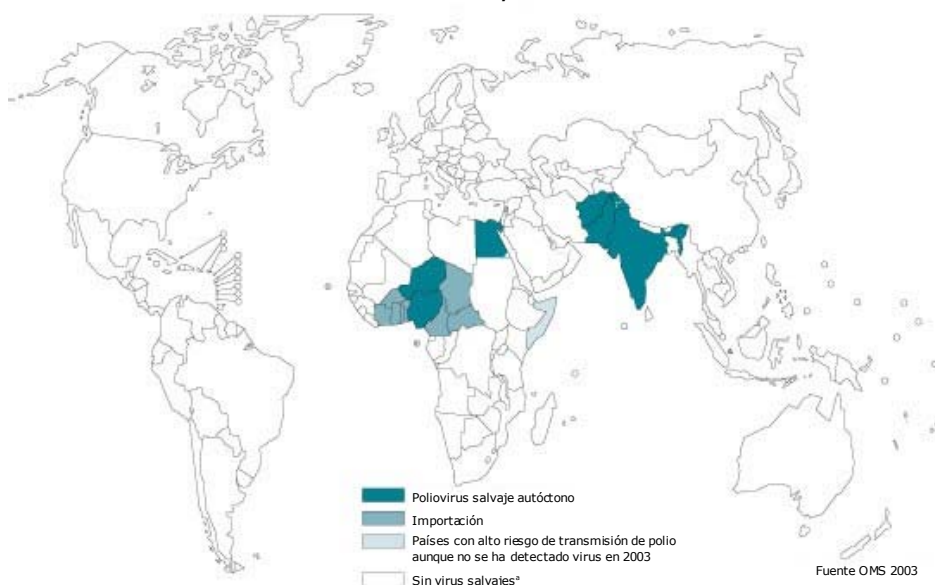 Poliovirus salvaje autóctono
Importación
Países con alto riesgo de transmisión de polio
aunque no se ha detectado virus en 2003
Sin virus salvajesª
Fuente OMS 2003